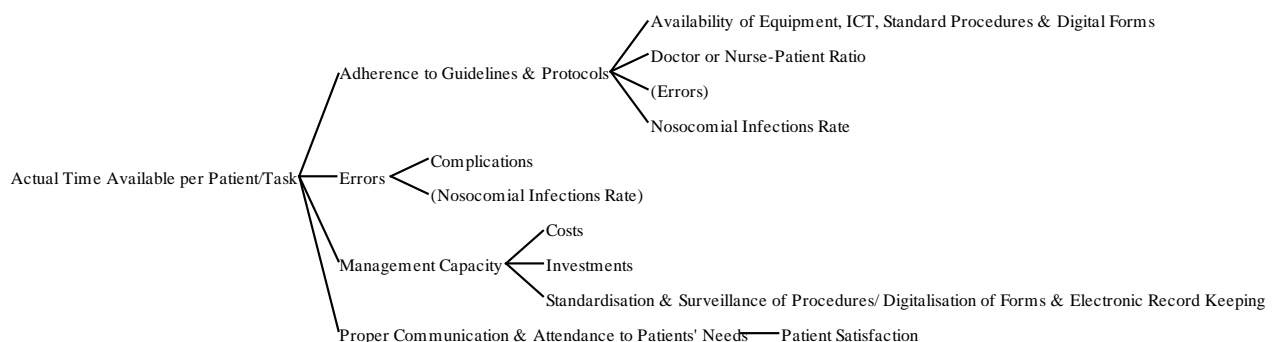 Availability of Equipment, ICT, Standard Procedures & Digital Forms
Doctor or Nurse-Patient Ratio
Adherence to Guidelines & Protocols
(Errors)
Nosocomial Infections Rate
Complications
Actual Time Available per Patient/Task
Errors
(Nosocomial Infections Rate)
Costs
Management Capacity
Investments
Standardisation & Surveillance of Procedures/ Digitalisation of Forms & Electronic Record Keeping
Proper Communication & Attendance to Patients' Needs
Patient Satisfaction